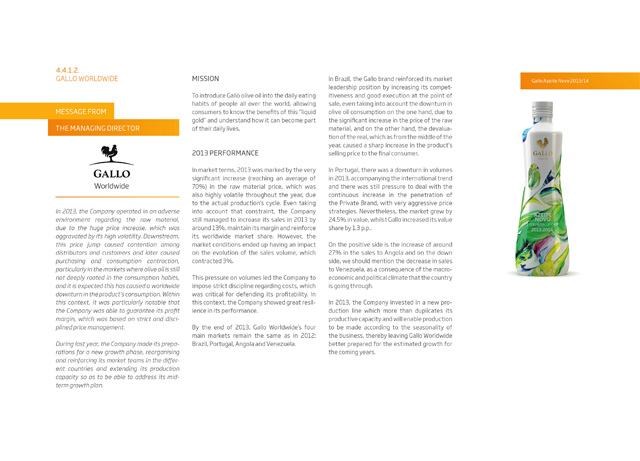 4.4.1.2.
GALLO WORLDWIDE
MESSAGE FROM
THE MANAGING DIRECTOR
GALLO
Worldwide
In 2013, the Company operated in an adverse
environment regarding the raw material,
due to the huge price increase, which was
aggravated by its high volatility. Downstream,
this price jump caused contention among
distributors and customers and later caused
purchasing and consumption contraction,
particularly in the markets where olive oil is still
not deeply rooted in the consumption habits,
and it is expected this has caused a worldwide
downturn in the product's consumption. Within
this context, it was particularly notable that
the Company was able to guarantee its profit
margin, which was based on strict and disci-
plined price management.
During last year, the Company made its prepa-
rations for a new growth phase, reorganising
and reinforcing its market teams in the differ-
ent countries and extending its production
capacity so as to be able to address its mid-
term growth plan.
MISSION
To introduce Gallo olive oil into the daily eating
habits of people all over the world, allowing
consumers to know the benefits of this "liquid
gold" and understand how it can become part
of their daily lives.
2013 PERFORMANCE
In market terms, 2013 was marked by the very
significant increase (reaching an average of
70%) in the raw material price, which was
also highly volatile throughout the year, due
to the actual production's cycle. Even taking
into account that constraint, the Company
still managed to increase its sales in 2013 by
around 13%, maintain its margin and reinforce
its worldwide market share. However, the
market conditions ended up having an impact
on the evolution of the sales volume, which
contracted 3%.
This pressure on volumes led the Company to
impose strict discipline regarding costs, which
was critical for defending its profitability. In
this context, the Company showed great resil-
ience in its performance.
By the end of 2013, Gallo Worldwide's four
main markets remain the same as in 2012:
Brazil, Portugal, Angola and Venezuela.
In Brazil, the Gallo brand reinforced its market
leadership position by increasing its compet-
itiveness and good execution at the point of
sale, even taking into account the downturn in
olive oil consumption on the one hand, due to
the significant increase in the price of the raw
material, and on the other hand, the devalua-
tion of the real, which as from the middle of the
year, caused a sharp increase in the product's
selling price to the final consumer.
In Portugal, there was a downturn in volumes
in 2013, accompanying the international trend
and there was still pressure to deal with the
continuous increase in the penetration of
the Private Brand, with very aggressive price
strategies. Nevertheless, the market grew by
24.5% in value, whilst Gallo increased its value
share by 1.3 p.p..
On the positive side is the increase of around
27% in the sales to Angola and on the down
side, we should mention the decrease in sales
to Venezuela, as a consequence of the macro-
economic and political climate that the country
is going through.
In 2013, the Company invested in a new pro-
duction line which more than duplicates its
productive capacity and will enable production
to be made according to the seasonality of
the business, thereby leaving Gallo Worldwide
better prepared for the estimated growth for
the coming years.
Gallo Azeite Novo 2013/14
GALLO
AZEITE
NOVO
2013.2014